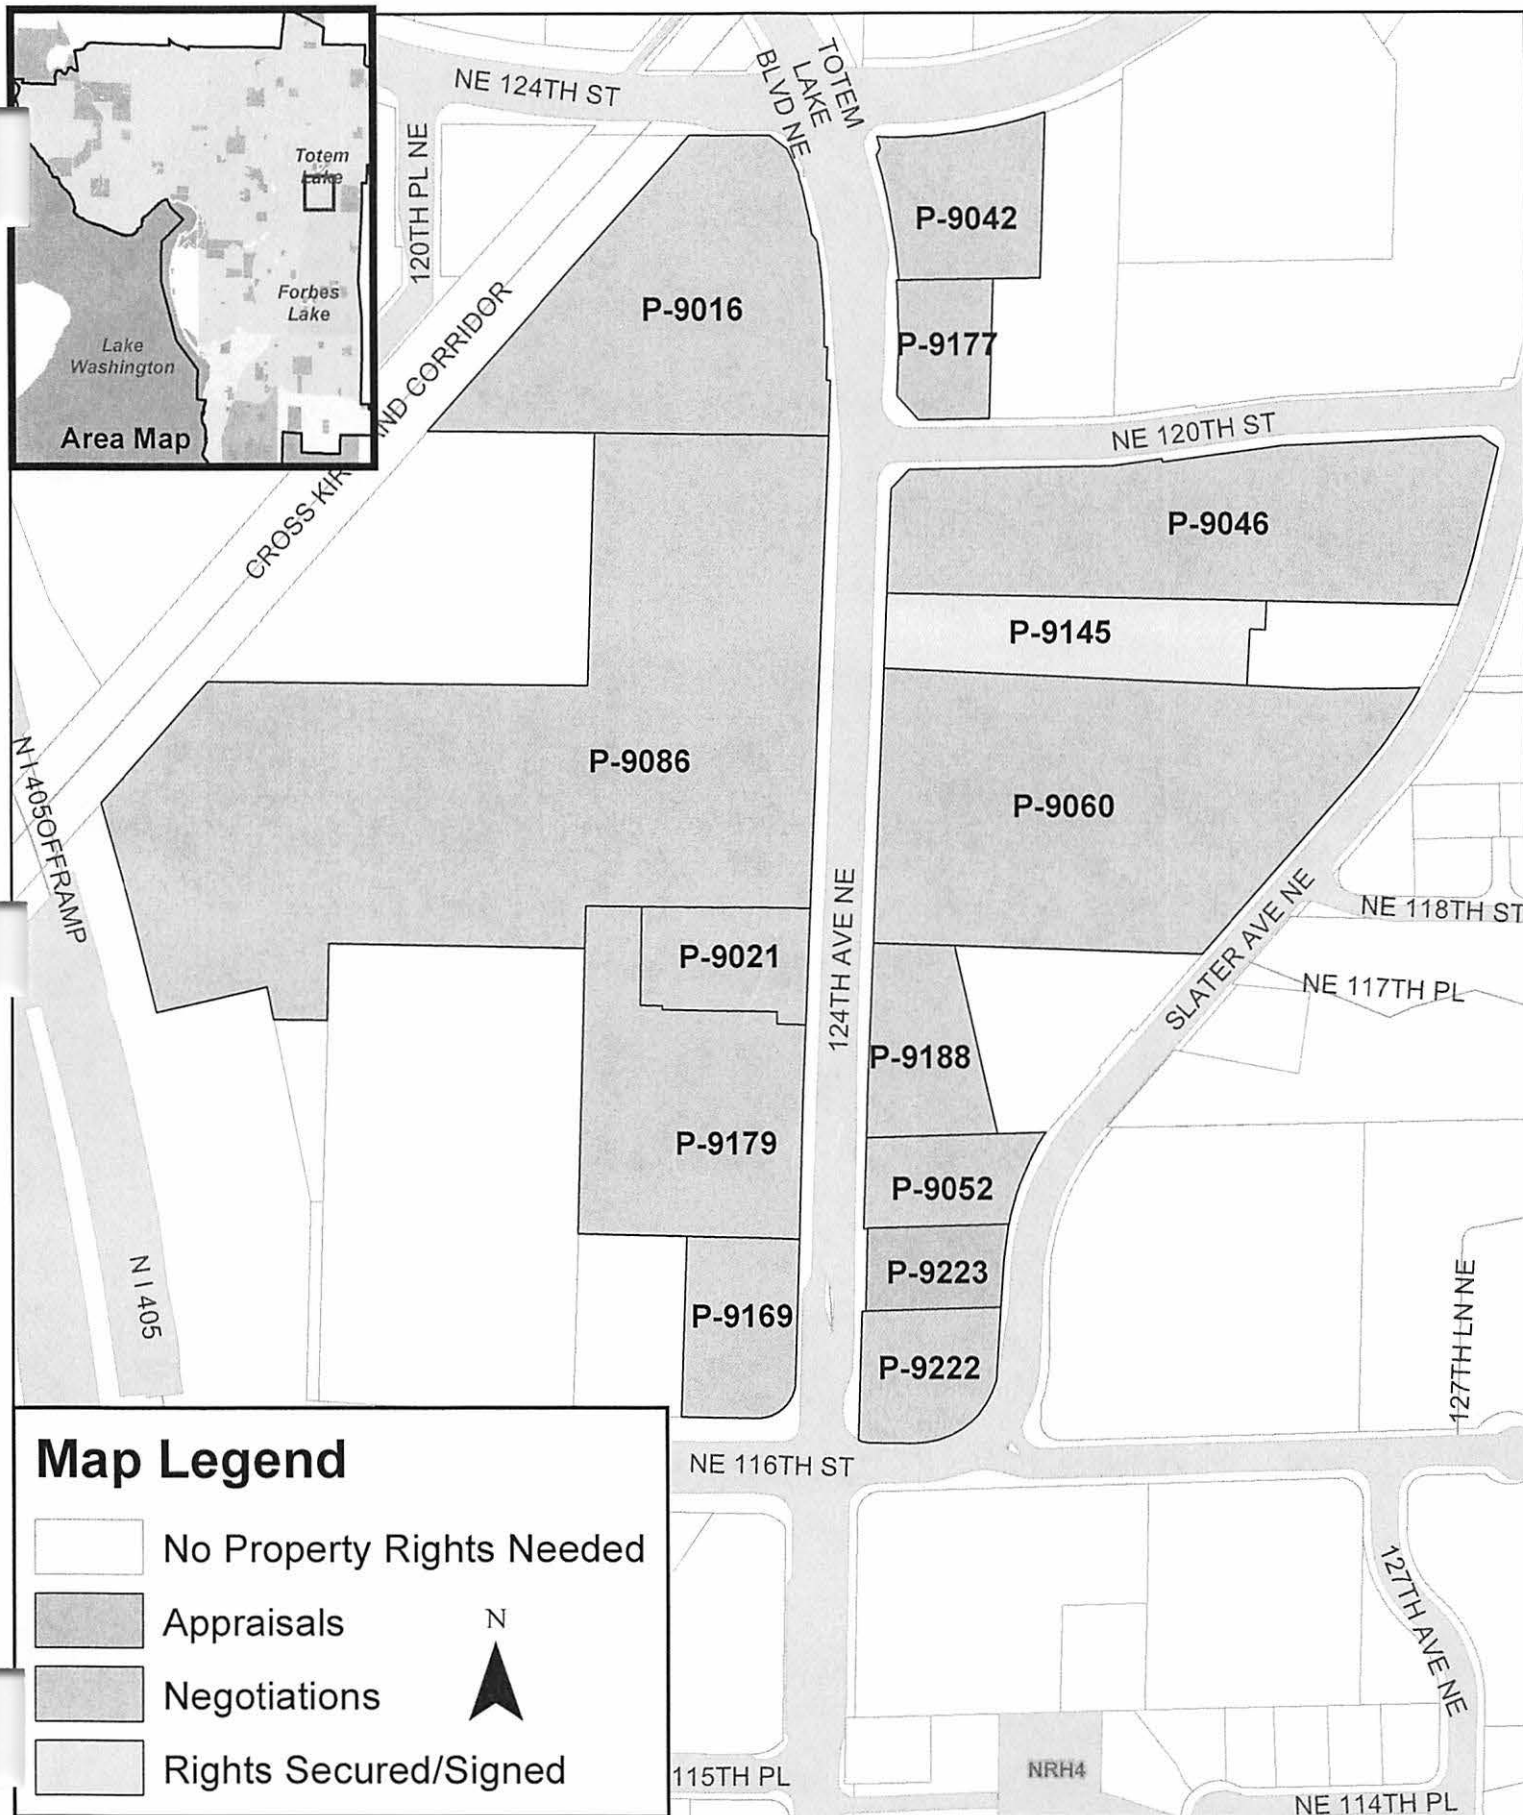 NE 124TH ST
TOTEM
LAKE
BLVD NE
120TH PL NE
Totem
Lake
Forbes
Lake
Lake
Washington
Area Map
P-9042
P-9016
P-9177
NE 120TH ST
CROSS KIR
ND CORRIDOR
P-9046
P-9145
P-9086
P-9060
N I 405OFFRAMP
124TH AVE NE
NE 118TH ST
SLATER AVE NE
P-9021
NE 117TH PL
P-9188
P-9179
P-9052
P-9223
N I 405
P-9169
P-9222
127TH LN NE
NE 116TH ST
Map Legend
No Property Rights Needed
Appraisals
N
Negotiations
Rights Secured/Signed
127TH AVE NE
115TH PL
NRH4
NE 114TH PL